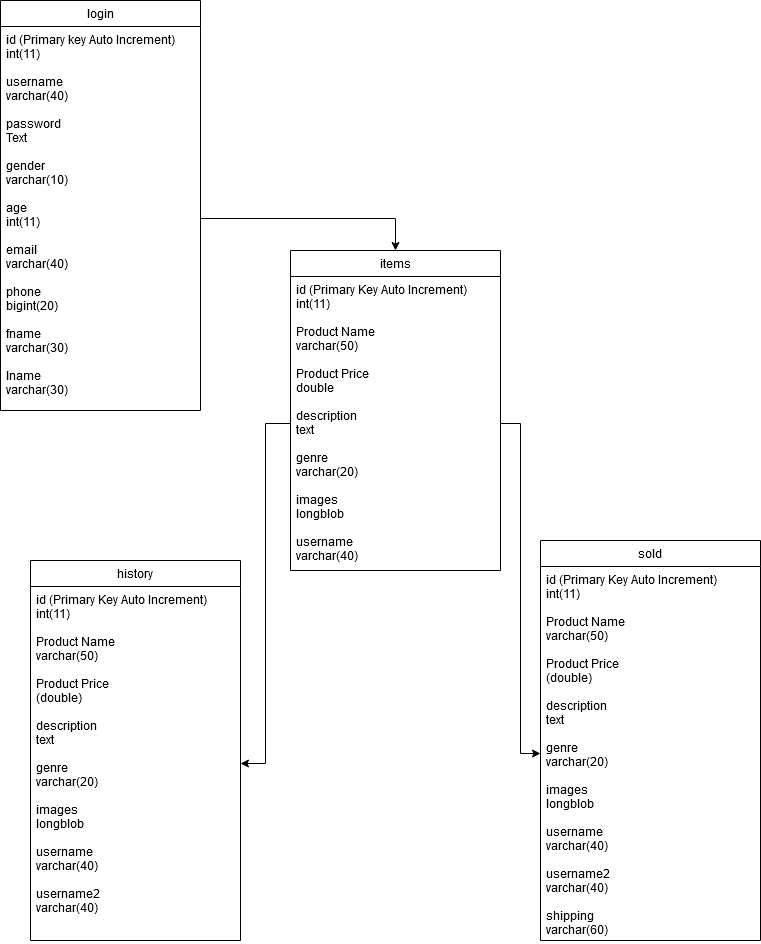 login
id (Primary key Auto Increment)
int(11)
username
varchar(40)
password
Text
gender
varchar(10)
age
int(11)
email
varchar(40)
phone
bigint(20)
fname
varchar(30)
lname
varchar(30)
items
id (Primary Key Auto Increment)
int(11)
Product Name
varchar(50)
Product Price
double
description
text
genre
varchar(20)
images
longblob
username
varchar(40)
history
id (Primary Key Auto Increment)
int(11)
Product Name
varchar(50)
Product Price
(double)
description
text
genre
varchar(20)
images
longblob
username
varchar(40)
username2
varchar(40)
sold
id (Primary Key Auto Increment)
int(11)
Product Name
varchar(50)
Product Price
(double)
description
text
genre
varchar(20)
images
longblob
username
varchar(40)
username2
varchar(40)
shipping
varchar(60)